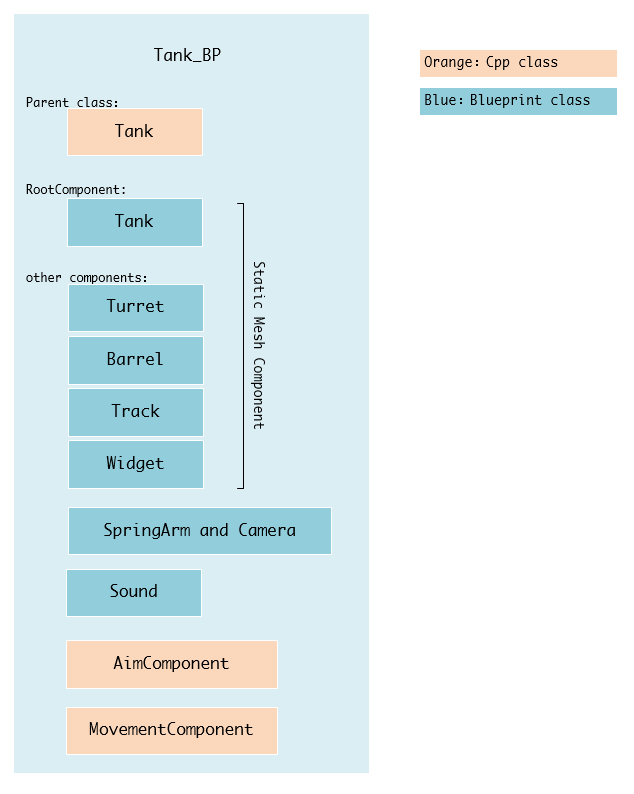 Tank_BP
Orange: Cpp class
Blue: Blueprint class
Parent class:
Tank
RootComponent:
Tank
other components:
Turret
Barrel
Track
Widget
Static Mesh Component
SpringArm and Camera
Sound
AimComponent
MovementComponent